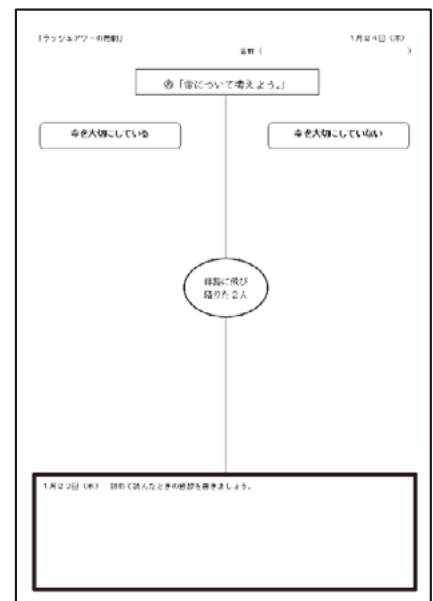 『ラッシュアワーの悲劇』 1月24日（木）
名前（ ）
め「命について考えよう。」
命を大切にしている 命を大切にしていない
線路に飛び
降りた2人
1月23日（水） 初めて読んだときの感想を書きましょう。